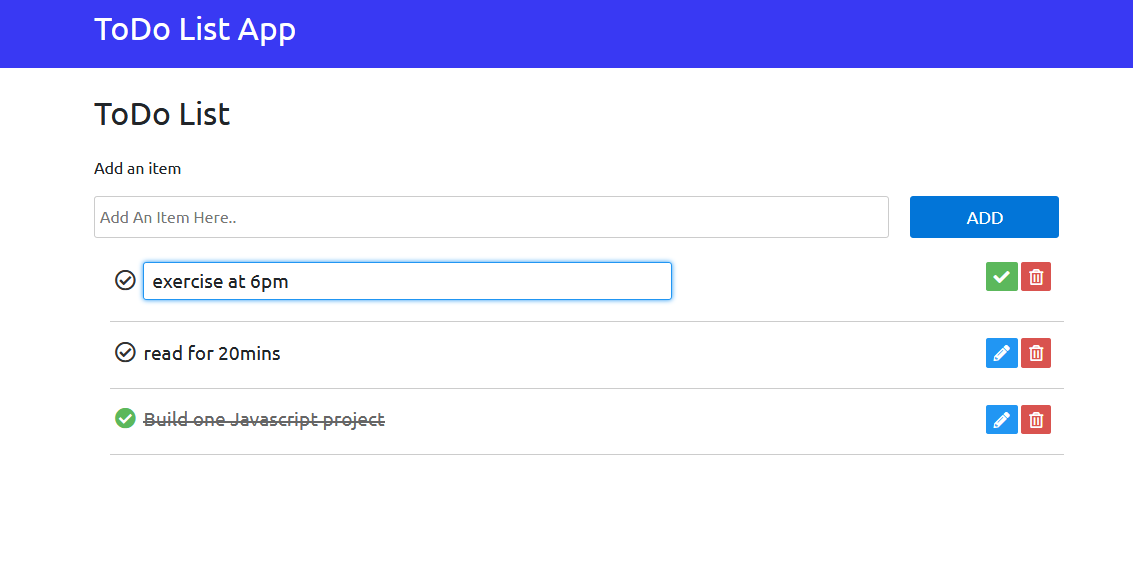 ToDo List App
ToDo List
Add an item
Add An Item Here..
ADD
exercise at 6pm
read for 20mins
Build one Javascript project